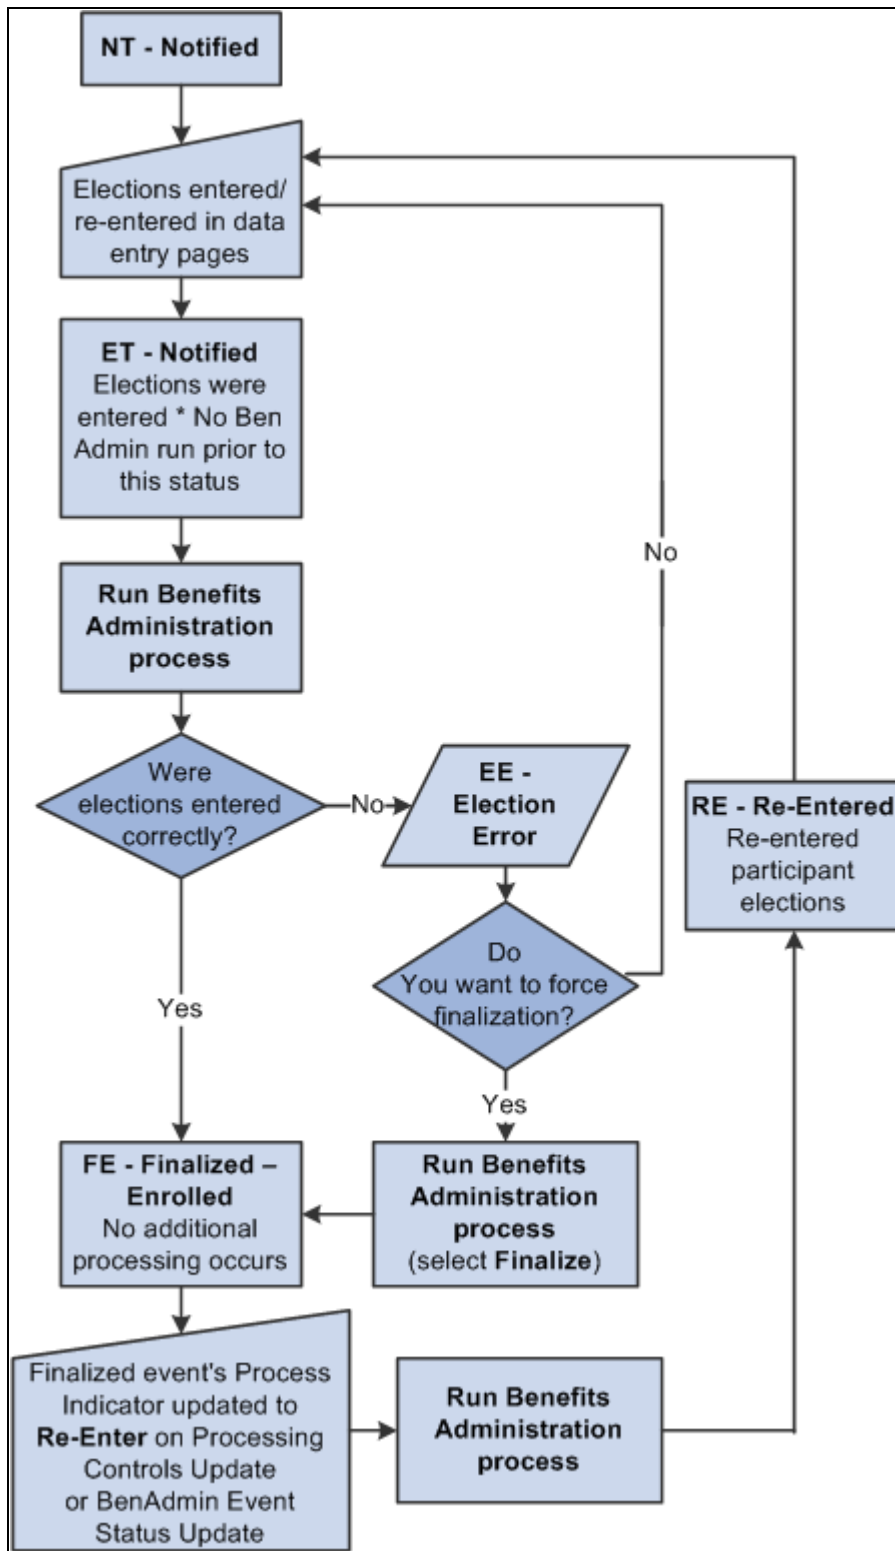 NT - Notified
Elections entered/
re-entered in data
entry pages
ET - Notified
Elections were
entered * No Ben
Admin run prior to
this status
No
Run Benefits
Administration
process
Were
elections entered
correctly?
No
EE -
Election
Error
RE - Re-Entered
Re-entered
participant
elections
Do
You want to force
finalization?
Yes
Yes
FE - Finalized –
Enrolled
No additional
processing occurs
Run Benefits
Administration
process
(select Finalize)
Finalized event's Process
Indicator updated to
Re-Enter on Processing
Controls Update
or BenAdmin Event
Status Update
Run Benefits
Administration
process